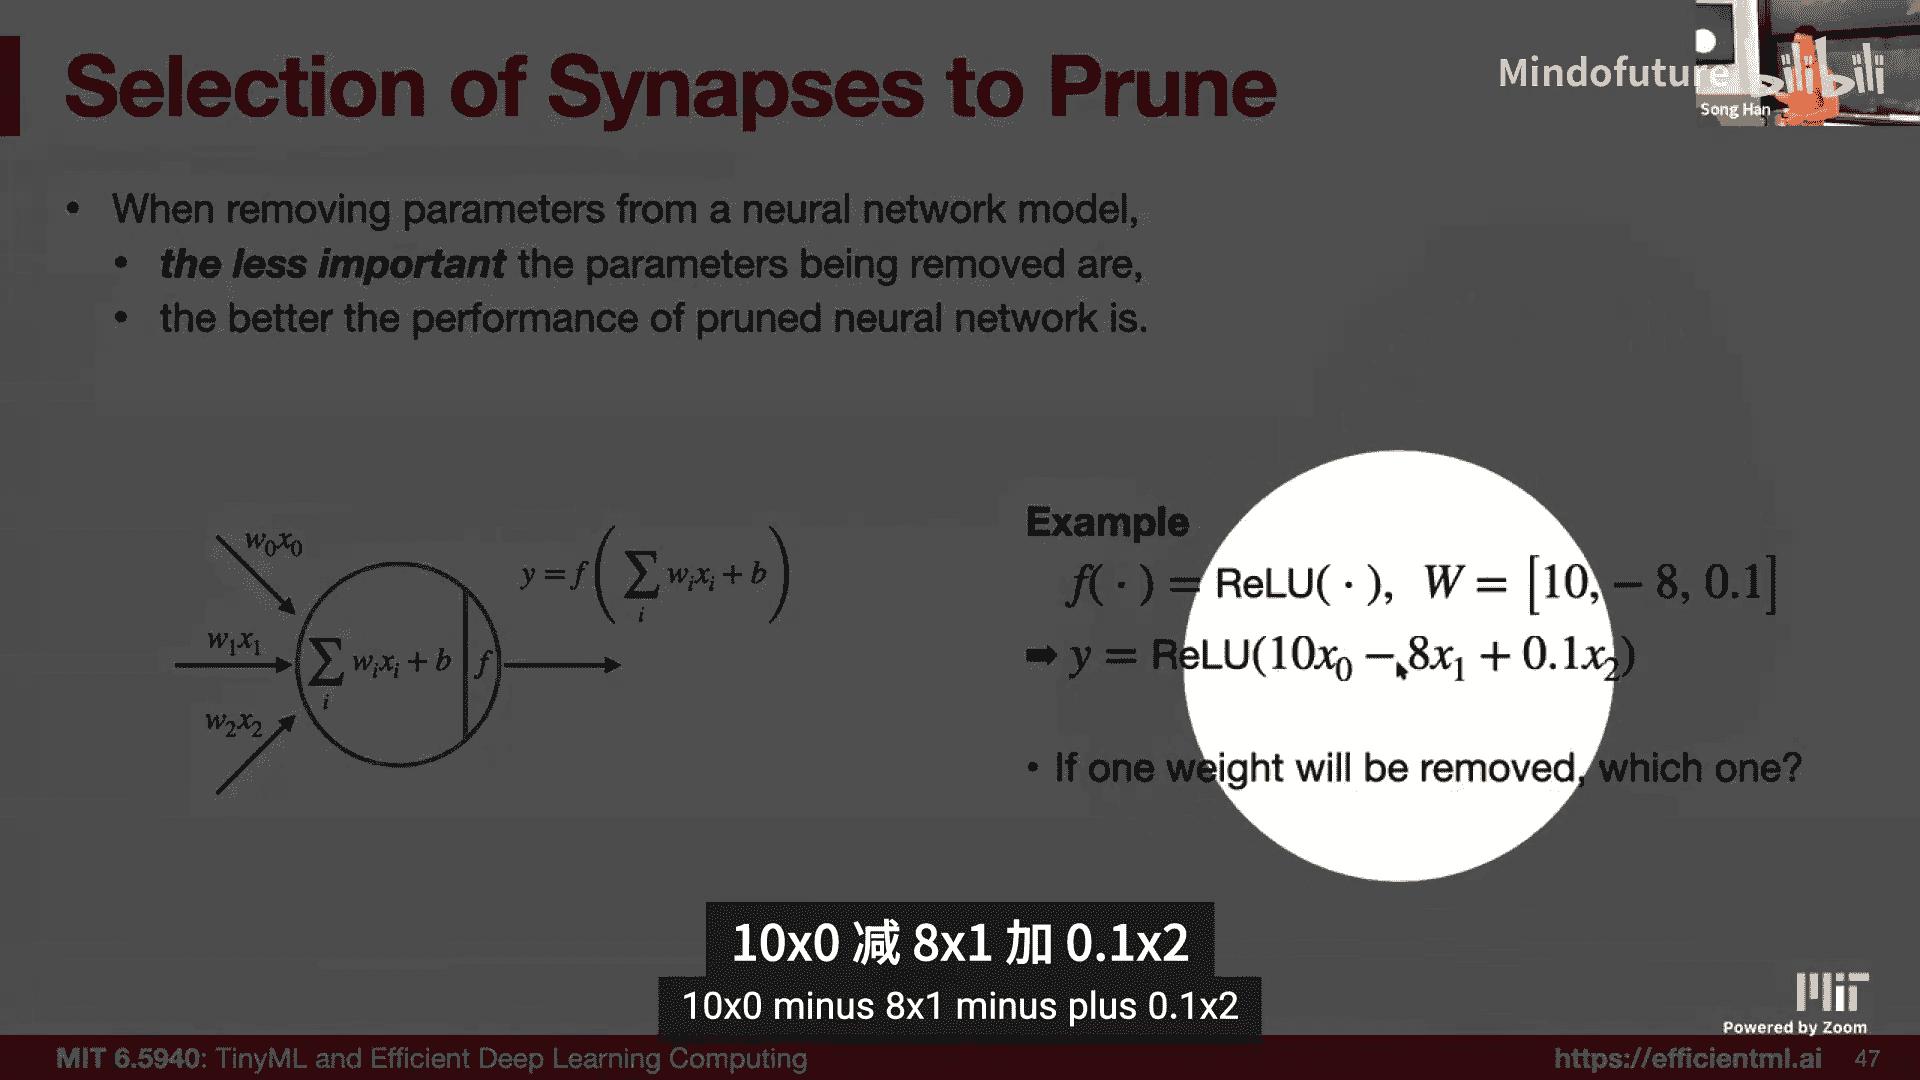 Selection of Synapses to Prune
Mindofuture
bilibili
Song Han
• When removing parameters from a neural network model,
• the less important the parameters being removed are,
• the better the performance of pruned neural network is.
w₀x₀
w₁x₁
w₂x₂
∑ᵢ wᵢxᵢ + b
f
y = f(∑ᵢ wᵢxᵢ + b)
Example
f( · ) = ReLU( · ), W = [10, − 8, 0.1]
➡ y = ReLU(10x₀ − 8x₁ + 0.1x₂)
• If one weight will be removed, which one?
10x0 减 8x1 加 0.1x2
10x0 minus 8x1 minus plus 0.1x2
MIT
Powered by Zoom
MIT 6.5940: TinyML and Efficient Deep Learning Computing
https://efficientml.ai
47